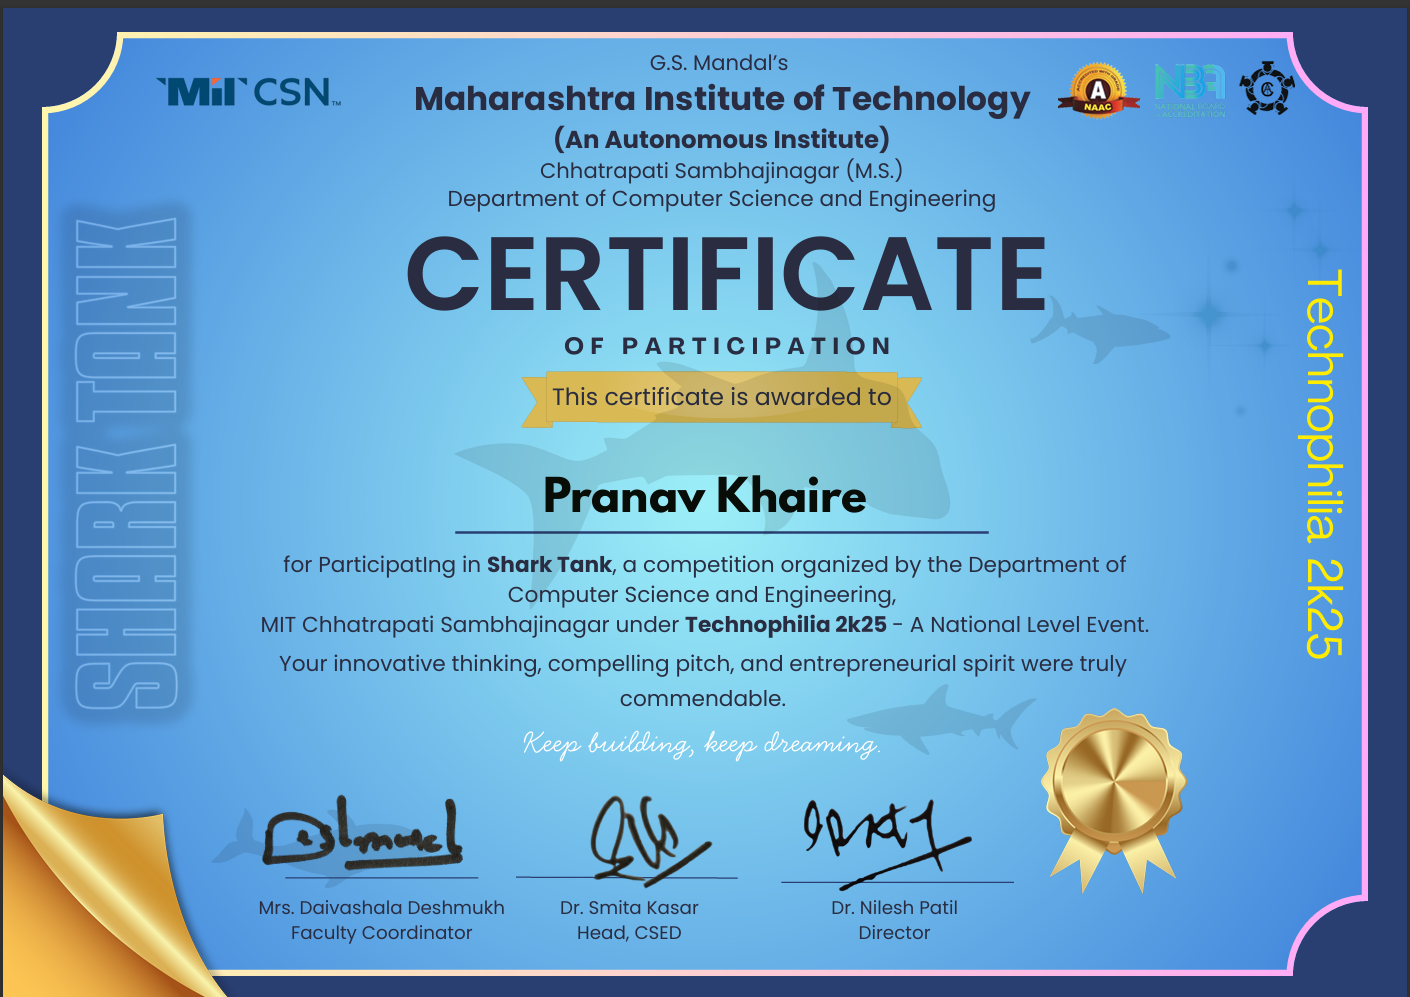 MiT CSN™
G.S. Mandal's
Maharashtra Institute of Technology
(An Autonomous Institute)
Chhatrapati Sambhajinagar (M.S.)
Department of Computer Science and Engineering
A
NAAC
NBA
NATIONAL BOARD
OF ACCREDITATION
CERTIFICATE
OF PARTICIPATION
This certificate is awarded to
Pranav Khaire
for ParticipatIng in Shark Tank, a competition organized by the Department of
Computer Science and Engineering,
MIT Chhatrapati Sambhajinagar under Technophilia 2k25 - A National Level Event.
Your innovative thinking, compelling pitch, and entrepreneurial spirit were truly
commendable.
Keep building, keep dreaming.
Mrs. Daivashala Deshmukh
Faculty Coordinator
Dr. Smita Kasar
Head, CSED
Dr. Nilesh Patil
Director
SHARK TANK
Technophilia 2k25